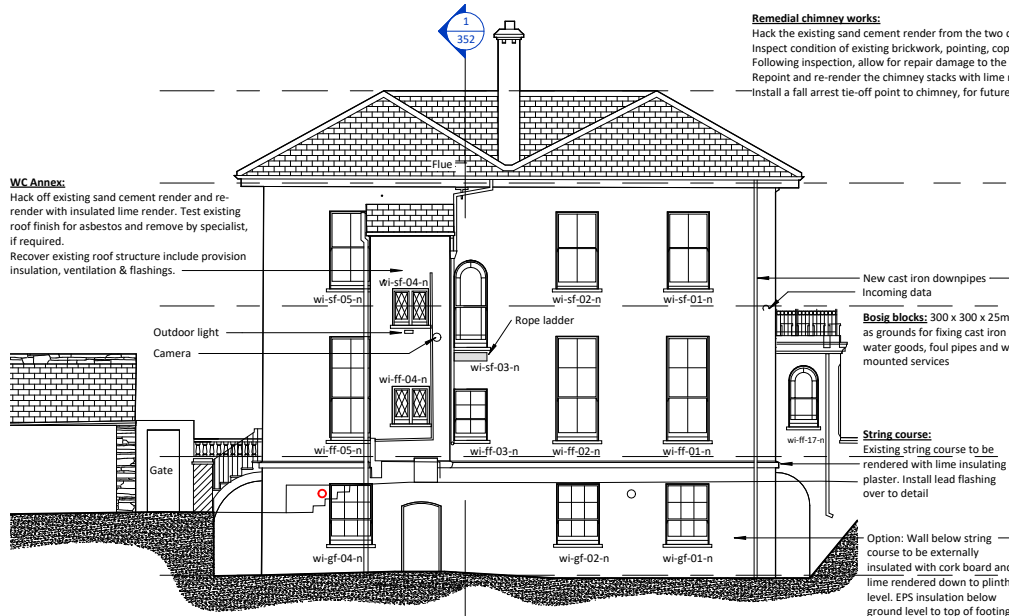 1
352
Remedial chimney works:
Hack the existing sand cement render from the two
Inspect condition of existing brickwork, pointing,
Following inspection, allow for repair damage to the
Repoint and re-render the chimney stacks with lime
Install a fall arrest tie-off point to chimney, for future
Flue
WC Annex:
Hack off existing sand cement render and re-
render with insulated lime render. Test existing
roof finish for asbestos and remove by specialist,
if required.
Recover existing roof structure include provision
insulation, ventilation & flashings.
wi-sf-05-n
wi-sf-04-n
wi-sf-02-n
wi-sf-01-n
New cast iron downpipes
Incoming data
Outdoor light
Camera
Rope ladder
wi-sf-03-n
Bosig blocks: 300 x 300 x 25m
as grounds for fixing cast iron
water goods, foul pipes and w
mounted services
wi-ff-04-n
wi-ff-05-n
wi-ff-03-n
wi-ff-02-n
wi-ff-01-n
wi-ff-17-n
Gate
String course:
Existing string course to be
rendered with lime insulating
plaster. Install lead flashing
over to detail
wi-gf-04-n
wi-gf-02-n
wi-gf-01-n
Option: Wall below string
course to be externally
insulated with cork board and
lime rendered down to plinth
level. EPS insulation below
ground level to top of footing